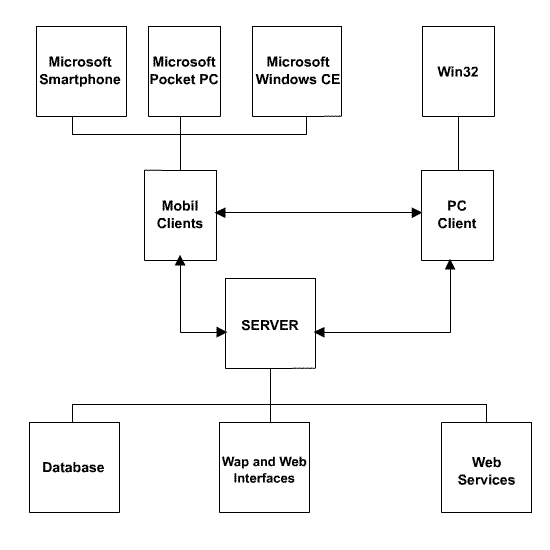 Microsoft
Smartphone
Microsoft
Pocket PC
Microsoft
Windows CE
Win32
Mobil
Clients
PC
Client
SERVER
Database
Wap and Web
Interfaces
Web
Services